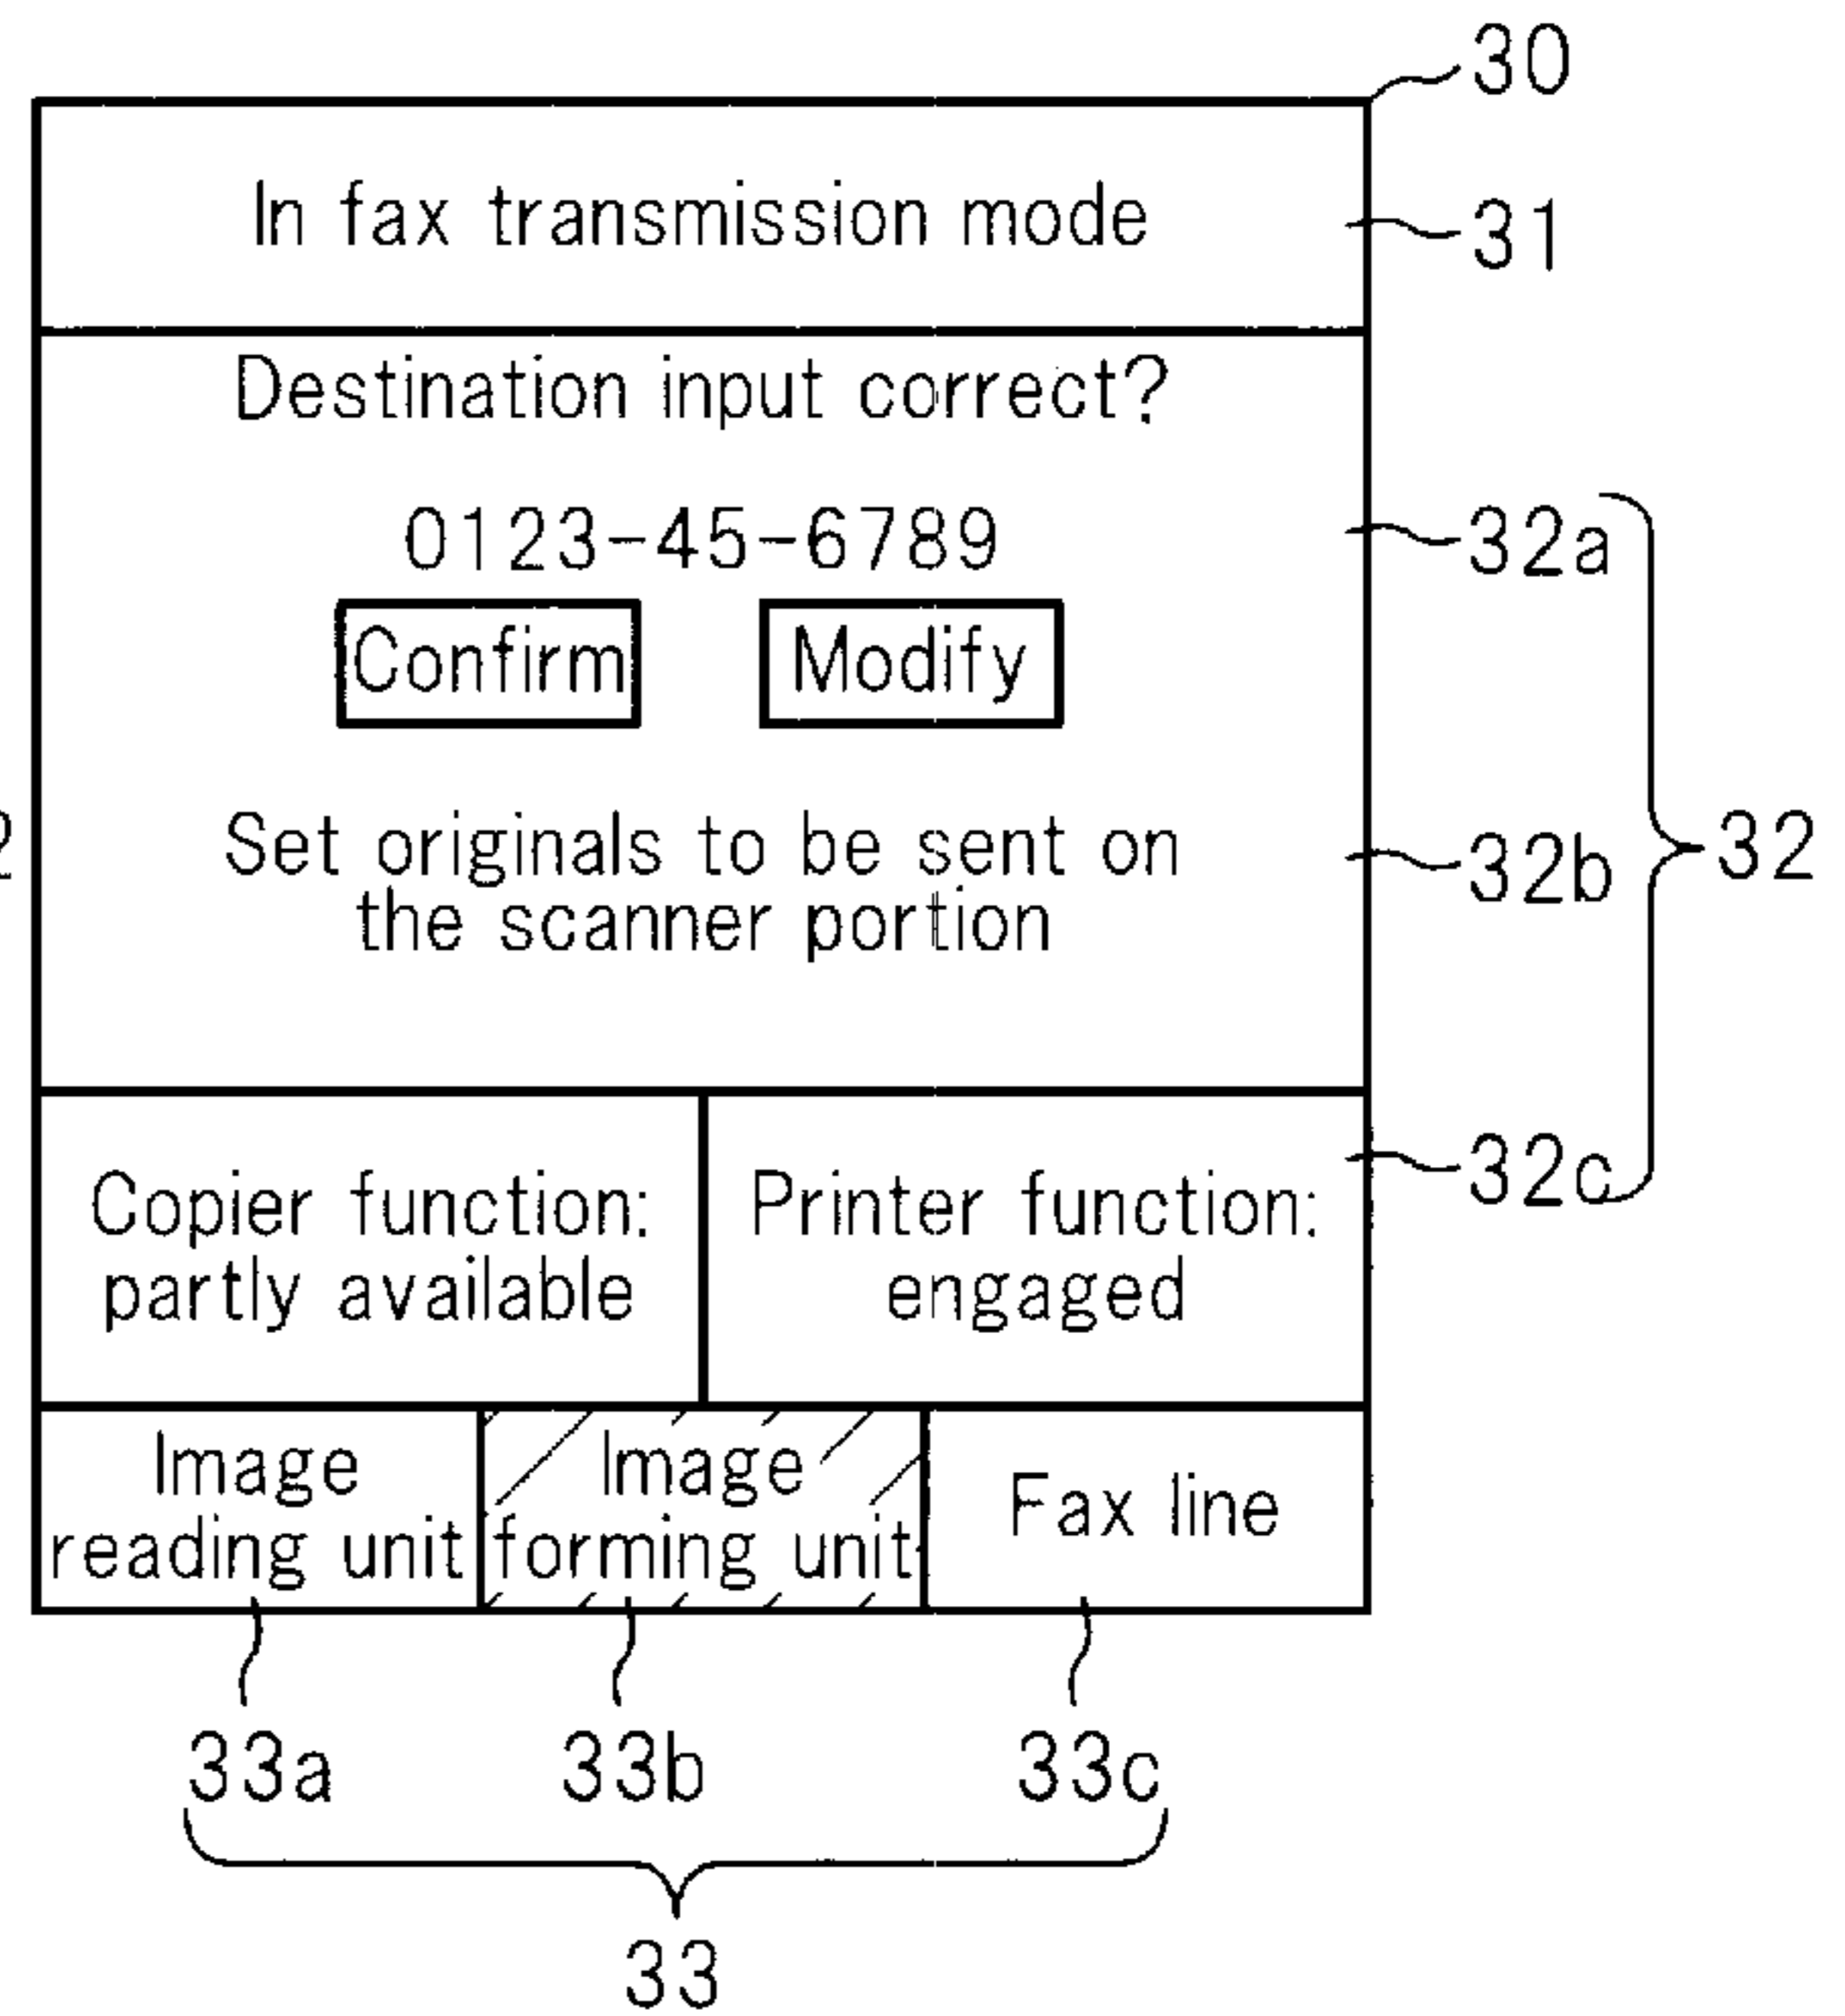 30
In fax transmission mode
31
Destination input correct?
0123-45-6789
32a
Confirm
Modify
Set originals to be sent on
the scanner portion
32b
32
Copier function:
partly available
Printer function:
engaged
32c
Image
reading unit
Image
forming unit
Fax line
33a
33b
33c
33